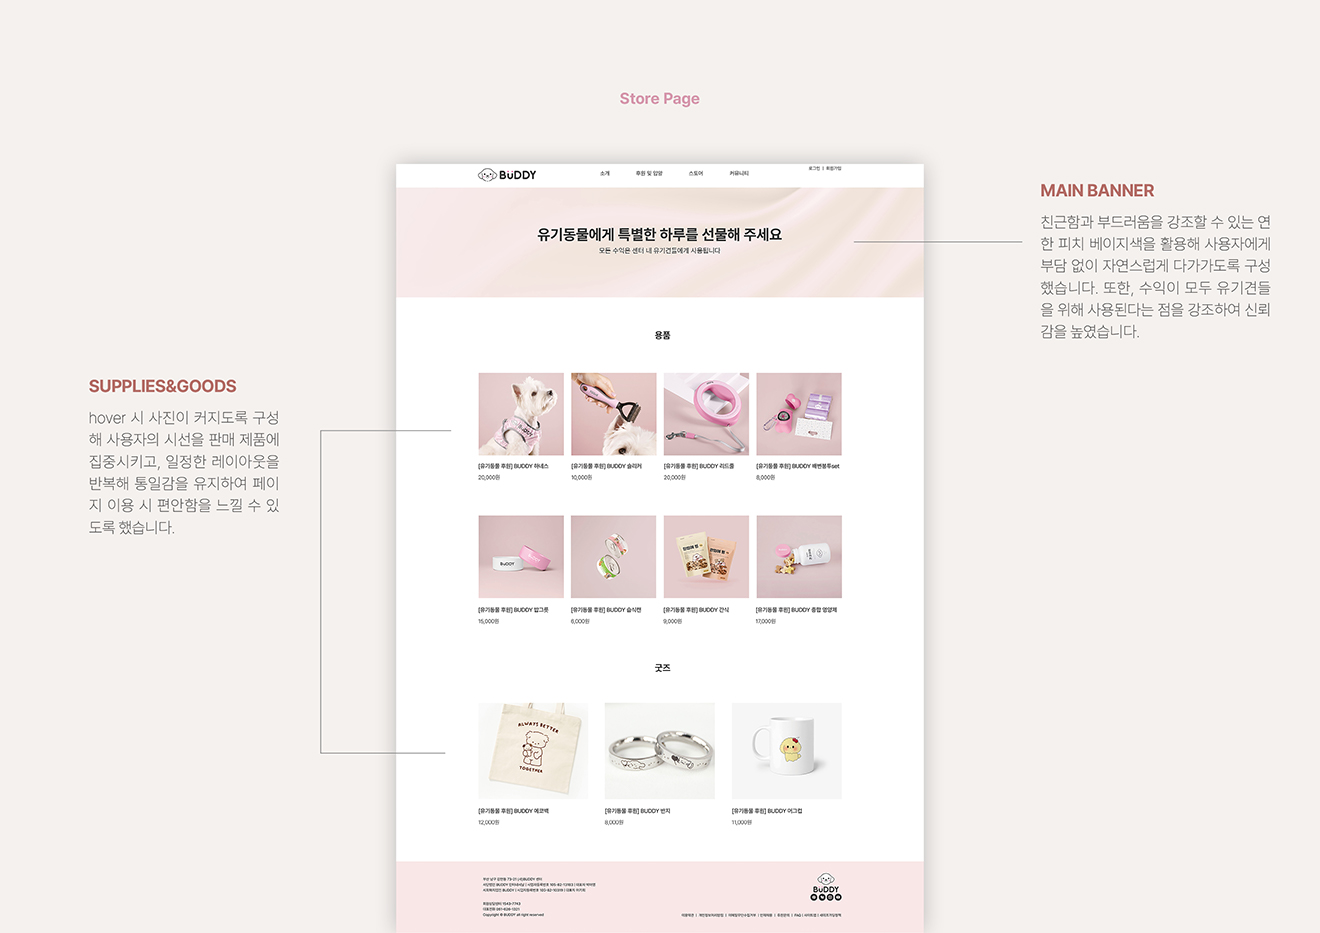 Store Page
BUDDY
소개
후원 및 입양
스토어
커뮤니티
로그인 | 회원가입
유기동물에게 특별한 하루를 선물해 주세요
모든 수익은 센터 내 유기견들에게 사용됩니다
MAIN BANNER
친근함과 부드러움을 강조할 수 있는 연
한 피치 베이지색을 활용해 사용자에게
부담 없이 자연스럽게 다가가도록 구성
했습니다. 또한, 수익이 모두 유기견들
을 위해 사용된다는 점을 강조하여 신뢰
감을 높였습니다.
SUPPLIES&GOODS
hover 시 사진이 커지도록 구성
해 사용자의 시선을 판매 제품에
집중시키고, 일정한 레이아웃을
반복해 통일감을 유지하여 페이
지 이용 시 편안함을 느낄 수 있
도록 했습니다.
용품
[유기동물 후원] BUDDY 하네스
20,000원
[유기동물 후원] BUDDY 슬리커
10,000원
[유기동물 후원] BUDDY 리드줄
20,000원
[유기동물 후원] BUDDY 배변봉투set
8,000원
BUDDY
[유기동물 후원] BUDDY 밥그릇
15,000원
[유기동물 후원] BUDDY 습식캔
6,000원
[유기동물 후원] BUDDY 간식
9,000원
[유기동물 후원] BUDDY 종합 영양제
17,000원
굿즈
ALWAYS BETTER
TOGETHER
[유기동물 후원] BUDDY 에코백
12,000원
[유기동물 후원] BUDDY 반지
8,000원
[유기동물 후원] BUDDY 머그컵
11,000원
BUDDY
Copyright © BUDDY all right reserved